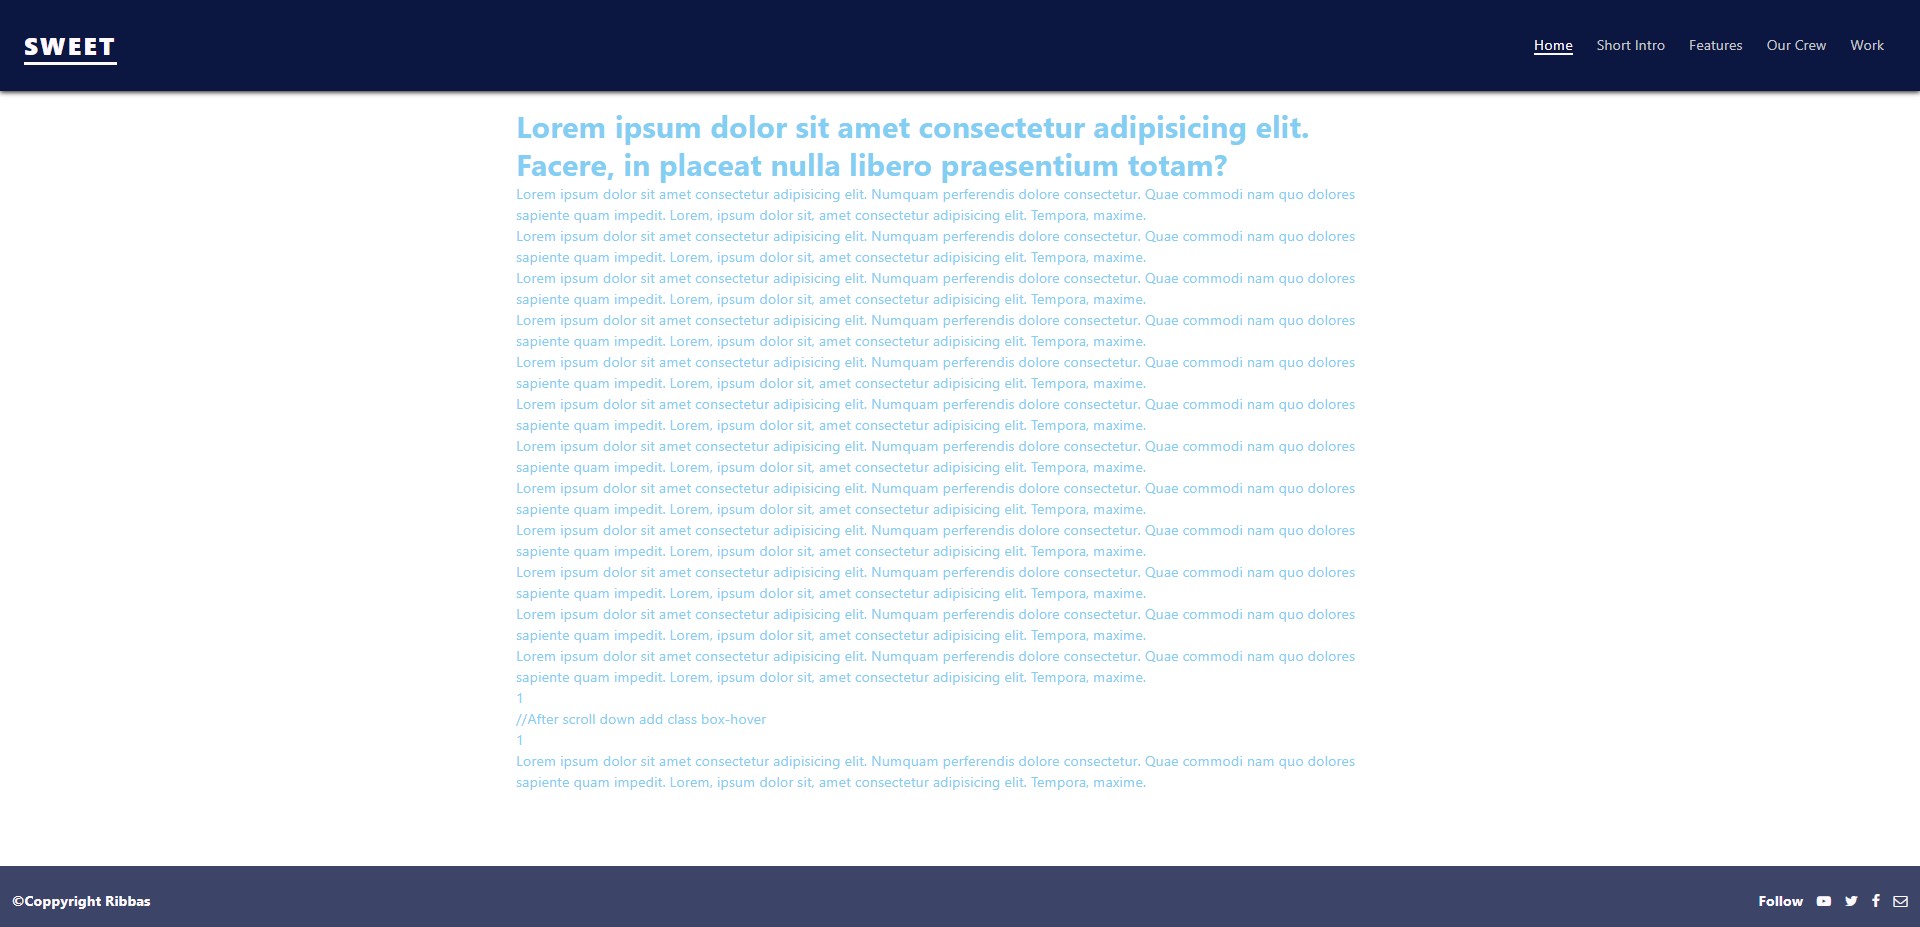 SWEET
Home Short Intro Features Our Crew Work
Lorem ipsum dolor sit amet consectetur adipisicing elit.
Facere, in placeat nulla libero praesentium totam?
Lorem ipsum dolor sit amet consectetur adipisicing elit. Numquam perferendis dolore consectetur. Quae commodi nam quo dolores
sapiente quam impedit. Lorem, ipsum dolor sit, amet consectetur adipisicing elit. Tempora, maxime.
Lorem ipsum dolor sit amet consectetur adipisicing elit. Numquam perferendis dolore consectetur. Quae commodi nam quo dolores
sapiente quam impedit. Lorem, ipsum dolor sit, amet consectetur adipisicing elit. Tempora, maxime.
Lorem ipsum dolor sit amet consectetur adipisicing elit. Numquam perferendis dolore consectetur. Quae commodi nam quo dolores
sapiente quam impedit. Lorem, ipsum dolor sit, amet consectetur adipisicing elit. Tempora, maxime.
Lorem ipsum dolor sit amet consectetur adipisicing elit. Numquam perferendis dolore consectetur. Quae commodi nam quo dolores
sapiente quam impedit. Lorem, ipsum dolor sit, amet consectetur adipisicing elit. Tempora, maxime.
Lorem ipsum dolor sit amet consectetur adipisicing elit. Numquam perferendis dolore consectetur. Quae commodi nam quo dolores
sapiente quam impedit. Lorem, ipsum dolor sit, amet consectetur adipisicing elit. Tempora, maxime.
Lorem ipsum dolor sit amet consectetur adipisicing elit. Numquam perferendis dolore consectetur. Quae commodi nam quo dolores
sapiente quam impedit. Lorem, ipsum dolor sit, amet consectetur adipisicing elit. Tempora, maxime.
Lorem ipsum dolor sit amet consectetur adipisicing elit. Numquam perferendis dolore consectetur. Quae commodi nam quo dolores
sapiente quam impedit. Lorem, ipsum dolor sit, amet consectetur adipisicing elit. Tempora, maxime.
Lorem ipsum dolor sit amet consectetur adipisicing elit. Numquam perferendis dolore consectetur. Quae commodi nam quo dolores
sapiente quam impedit. Lorem, ipsum dolor sit, amet consectetur adipisicing elit. Tempora, maxime.
Lorem ipsum dolor sit amet consectetur adipisicing elit. Numquam perferendis dolore consectetur. Quae commodi nam quo dolores
sapiente quam impedit. Lorem, ipsum dolor sit, amet consectetur adipisicing elit. Tempora, maxime.
Lorem ipsum dolor sit amet consectetur adipisicing elit. Numquam perferendis dolore consectetur. Quae commodi nam quo dolores
sapiente quam impedit. Lorem, ipsum dolor sit, amet consectetur adipisicing elit. Tempora, maxime.
Lorem ipsum dolor sit amet consectetur adipisicing elit. Numquam perferendis dolore consectetur. Quae commodi nam quo dolores
sapiente quam impedit. Lorem, ipsum dolor sit, amet consectetur adipisicing elit. Tempora, maxime.
Lorem ipsum dolor sit amet consectetur adipisicing elit. Numquam perferendis dolore consectetur. Quae commodi nam quo dolores
sapiente quam impedit. Lorem, ipsum dolor sit, amet consectetur adipisicing elit. Tempora, maxime.
1
//After scroll down add class box-hover
1
Lorem ipsum dolor sit amet consectetur adipisicing elit. Numquam perferendis dolore consectetur. Quae commodi nam quo dolores
sapiente quam impedit. Lorem, ipsum dolor sit, amet consectetur adipisicing elit. Tempora, maxime.
©Coppyright Ribbas
Follow